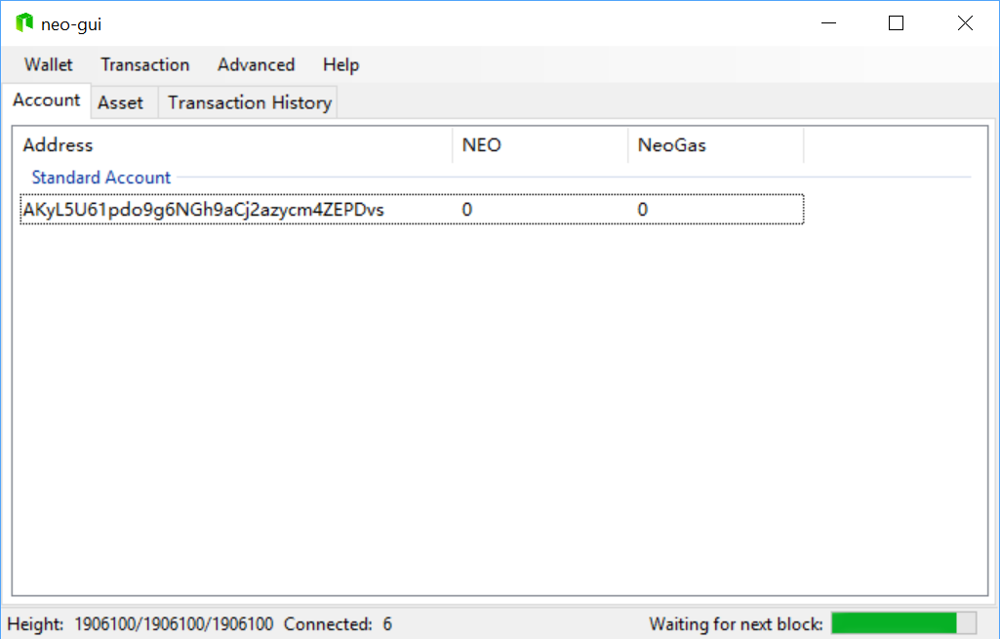 neo-gui
Wallet Transaction Advanced Help
Account Asset Transaction History
Address NEO NeoGas
Standard Account
AKyL5U61pdo9g6NGh9aCj2azycm4ZEPDvs 0 0
Height: 1906100/1906100/1906100 Connected: 6 Waiting for next block: